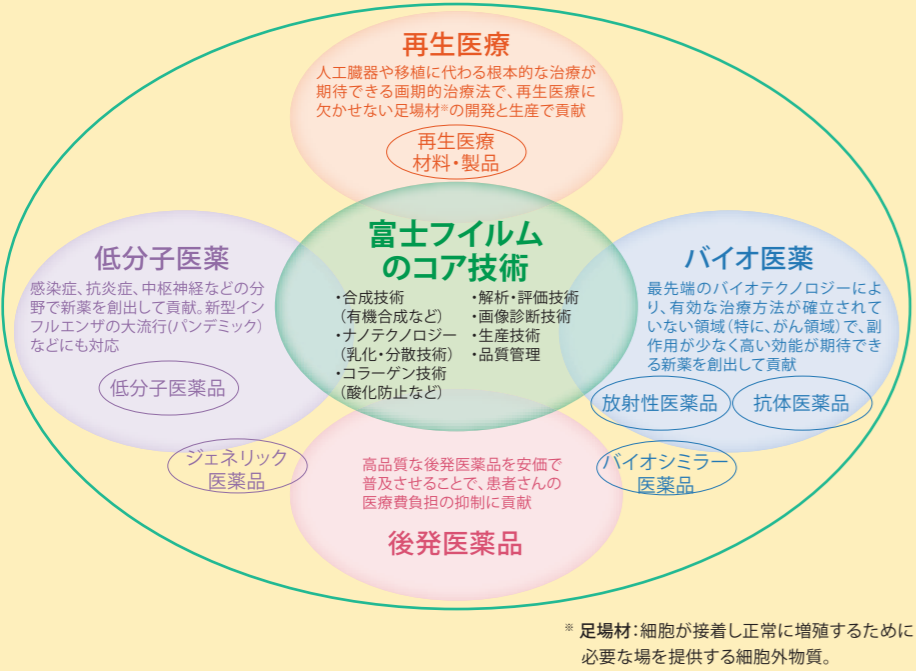 再生医療
人工臓器や移植に代わる根本的な治療が
期待できる画期的治療法で、再生医療に
欠かせない足場材※の開発と生産で貢献
再生医療
材料・製品
富士フイルム
のコア技術
・合成技術
（有機合成など）
・ナノテクノロジー
（乳化・分散技術）
・コラーゲン技術
（酸化防止など）
・解析・評価技術
・画像診断技術
・生産技術
・品質管理
低分子医薬
感染症、抗炎症、中枢神経などの分
野で新薬を創出して貢献。新型イン
フルエンザの大流行(パンデミック)
などにも対応
低分子医薬品
ジェネリック
医薬品
バイオ医薬
最先端のバイオテクノロジーによ
り、有効な治療方法が確立されて
いない領域（特に、がん領域）で、副
作用が少なく高い効能が期待でき
る新薬を創出して貢献
放射性医薬品
抗体医薬品
バイオシミラー
医薬品
高品質な後発医薬品を安価で
普及させることで、患者さんの
医療費負担の抑制に貢献
後発医薬品
※ 足場材：細胞が接着し正常に増殖するために
必要な場を提供する細胞外物質。